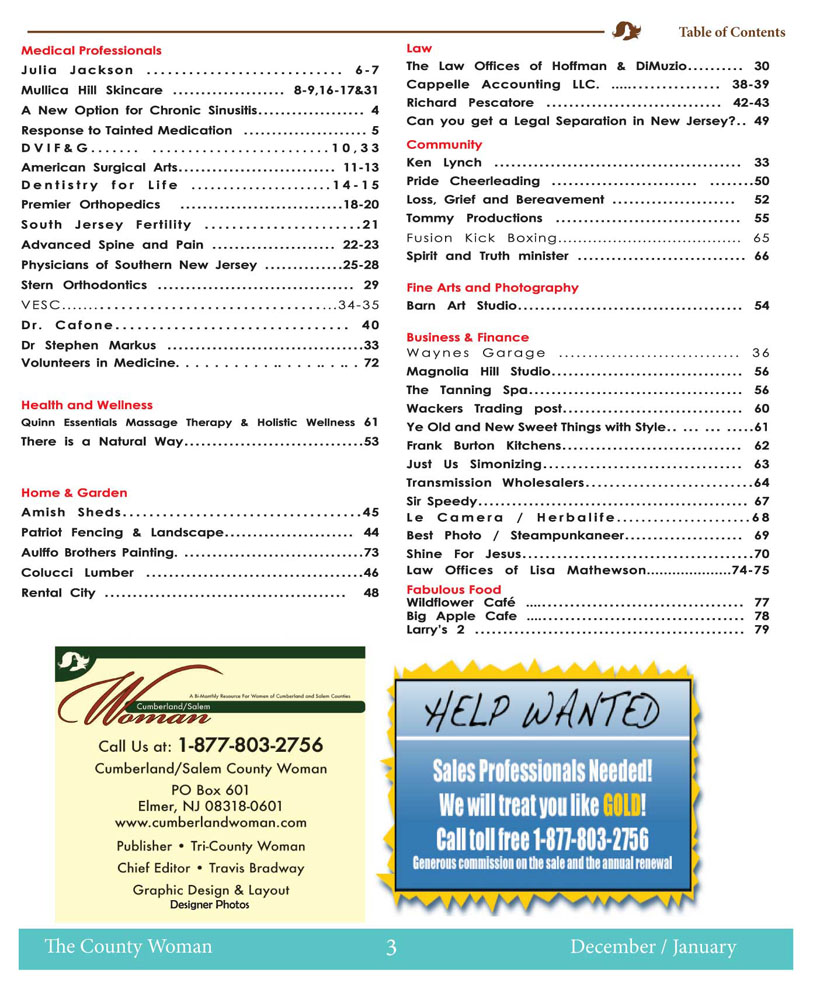 Table of Contents
Medical Professionals
Julia Jackson ............................ 6-7
Mullica Hill Skincare .................... 8-9,16-17&31
A New Option for Chronic Sinusitis................... 4
Response to Tainted Medication ...................... 5
DVIF&G....... .........................10,33
American Surgical Arts............................ 11-13
Dentistry for Life ....................14-15
Premier Orthopedics .............................18-20
South Jersey Fertility .......................21
Advanced Spine and Pain ...................... 22-23
Physicians of Southern New Jersey ..............25-28
Stern Orthodontics ................................... 29
VESC..........................................34-35
Dr. Cafone............................... 40
Dr Stephen Markus ...................................33
Volunteers in Medicine. . . . . . . . . . .. . . . .. . .. . 72
Health and Wellness
Quinn Essentials Massage Therapy & Holistic Wellness 61
There is a Natural Way................................53
Home & Garden
Amish Sheds...................................45
Patriot Fencing & Landscape....................... 44
Aulffo Brothers Painting. ................................73
Colucci Lumber .......................................46
Rental City ........................................... 48
Law
The Law Offices of Hoffman & DiMuzio.......... 30
Cappelle Accounting LLC. ..................... 38-39
Richard Pescatore ............................... 42-43
Can you get a Legal Separation in New Jersey?.. 49
Community
Ken Lynch ............................................ 33
Pride Cheerleading .......................... ........50
Loss, Grief and Bereavement ...................... 52
Tommy Productions ................................. 55
Fusion Kick Boxing..................................... 65
Spirit and Truth minister .............................. 66
Fine Arts and Photography
Barn Art Studio........................................ 54
Business & Finance
Waynes Garage ................................ 36
Magnolia Hill Studio.................................. 56
The Tanning Spa...................................... 56
Wackers Trading post................................ 60
Ye Old and New Sweet Things with Style.. ... ... .....61
Frank Burton Kitchens................................ 62
Just Us Simonizing.................................... 63
Transmission Wholesalers..............................64
Sir Speedy................................................ 67
Le Camera / Herbalife.....................68
Best Photo / Steampunkaneer..................... 69
Shine For Jesus.........................................70
Law Offices of Lisa Mathewson.....................74-75
Fabulous Food
Wildflower Café ....................................... 77
Big Apple Cafe ........................................ 78
Larry's 2 ................................................ 79
A Bi-Monthly Resource For Women of Cumberland and Salem Counties
Cumberland/Salem
Woman
Call Us at: 1-877-803-2756
Cumberland/Salem County Woman
PO Box 601
Elmer, NJ 08318-0601
www.cumberlandwoman.com
Publisher • Tri-County Woman
Chief Editor • Travis Bradway
Graphic Design & Layout
Designer Photos
HELP WANTED
Sales Professionals Needed!
We will treat you like GOLD!
Call toll free 1-877-803-2756
Generous commission on the sale and the annual renewal
The County Woman 3 December / January